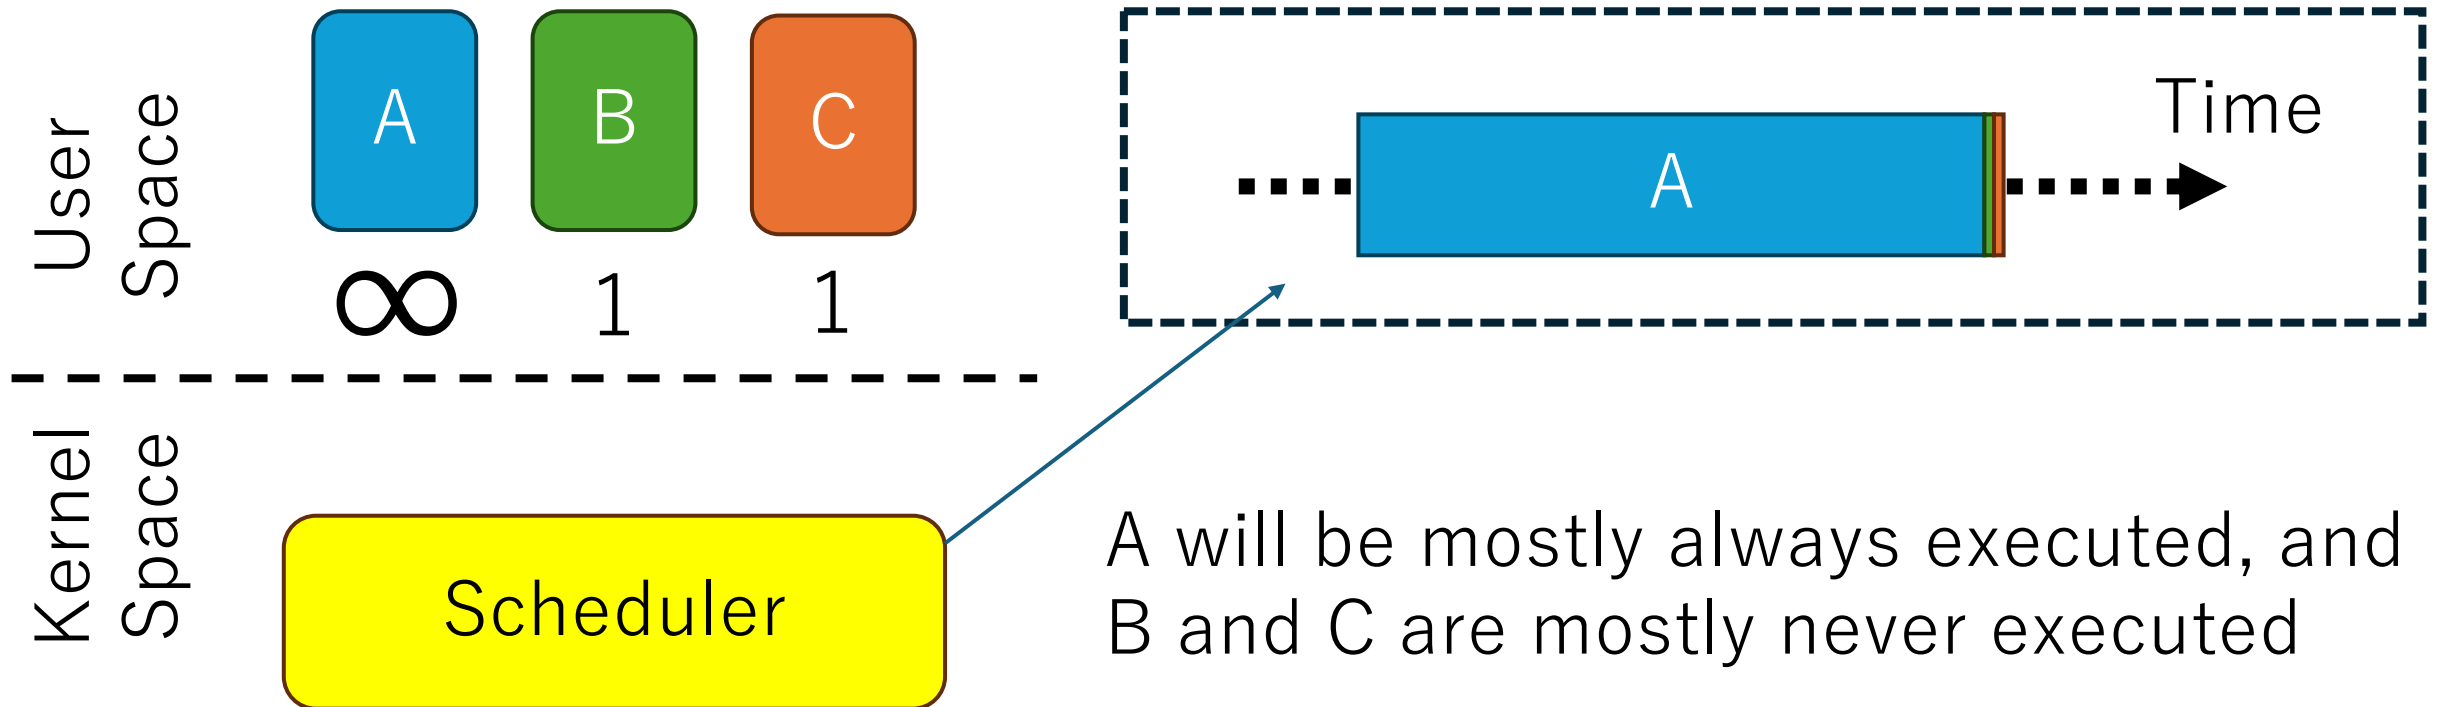 User
Space
A
B
C
∞
1
1
A
Time
Kernel
Space
Scheduler
A will be mostly always executed, and
B and C are mostly never executed